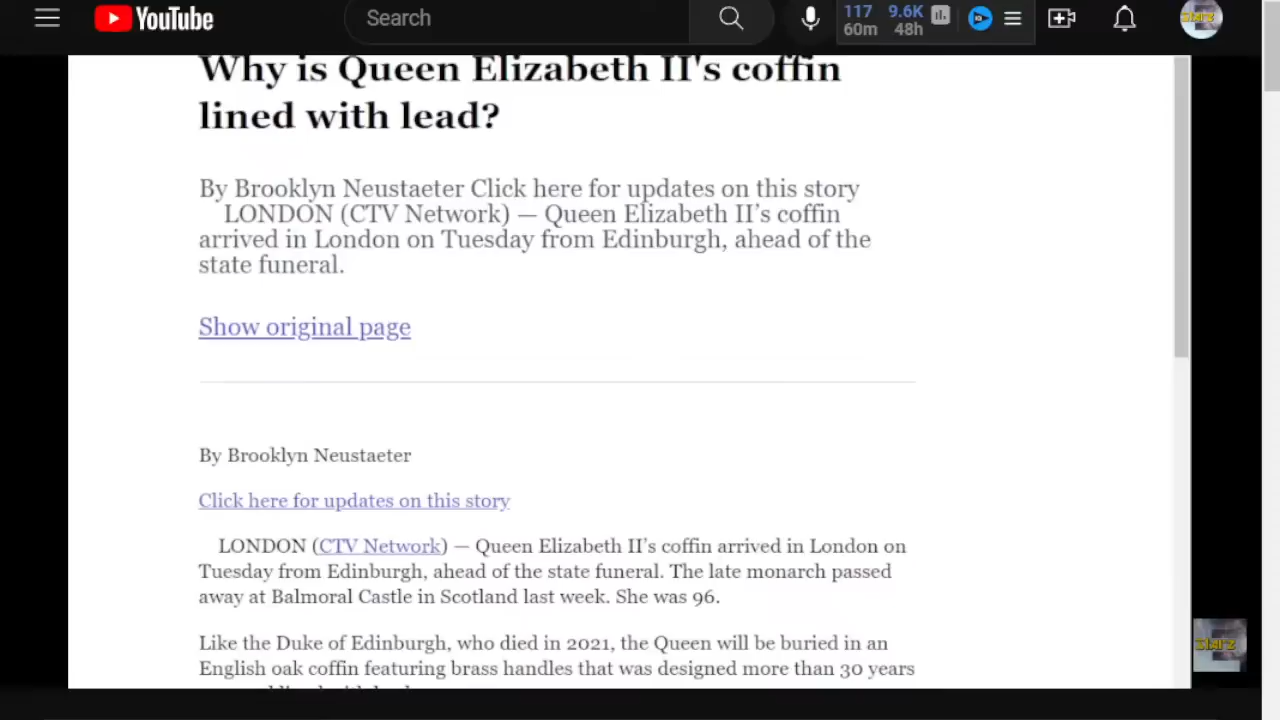 YouTube
Search
117
60m
9.6K
48h
Why is Queen Elizabeth II's coffin
lined with lead?
By Brooklyn Neustaeter Click here for updates on this story
LONDON (CTV Network) — Queen Elizabeth II’s coffin
arrived in London on Tuesday from Edinburgh, ahead of the
state funeral.
Show original page
By Brooklyn Neustaeter
Click here for updates on this story
LONDON (CTV Network) — Queen Elizabeth II’s coffin arrived in London on
Tuesday from Edinburgh, ahead of the state funeral. The late monarch passed
away at Balmoral Castle in Scotland last week. She was 96.
Like the Duke of Edinburgh, who died in 2021, the Queen will be buried in an
English oak coffin featuring brass handles that was designed more than 30 years